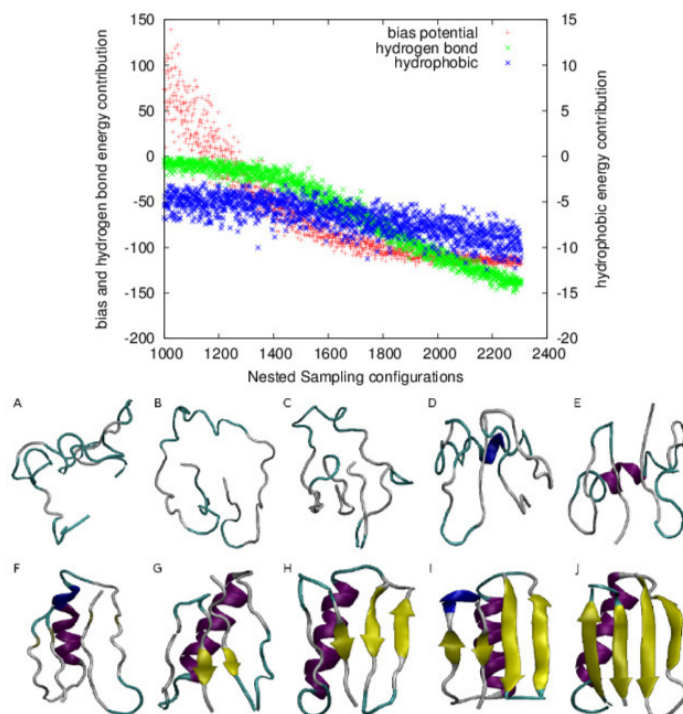 bias potential
hydrogen bond
hydrophobic
150
100
50
0
-50
-100
-150
-200
15
10
5
0
-5
-10
-15
-20
bias and hydrogen bond energy contribution
hydrophobic energy contribution
1000 1200 1400 1600 1800 2000 2200 2400
Nested Sampling configurations
A B C D E
F G H I J